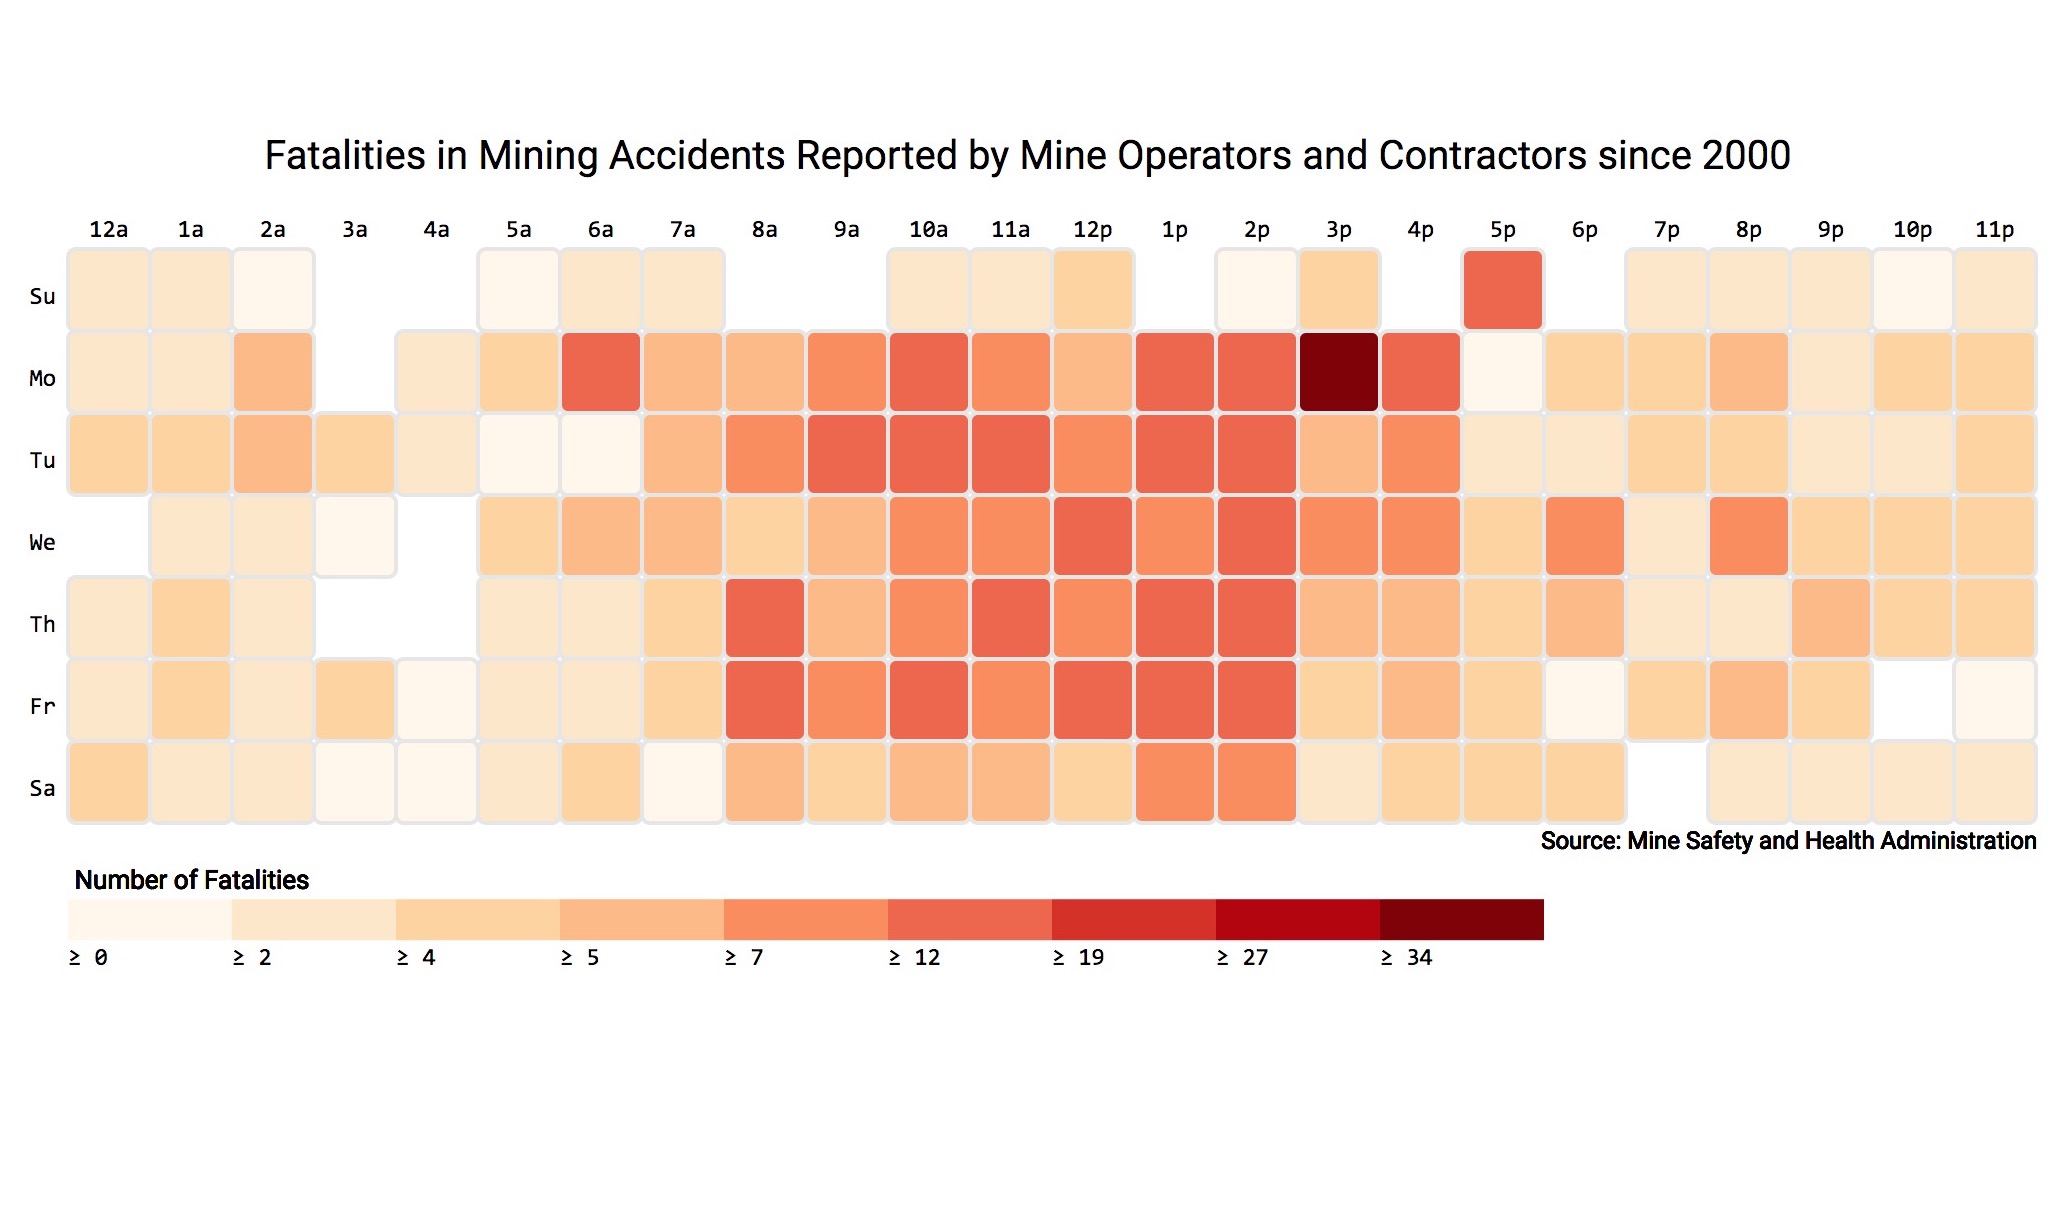 Fatalities in Mining Accidents Reported by Mine Operators and Contractors since 2000
12a 1a 2a 3a 4a 5a 6a 7a 8a 9a 10a 11a 12p 1p 2p 3p 4p 5p 6p 7p 8p 9p 10p 11p
Su
Mo
Tu
We
Th
Fr
Sa
Source: Mine Safety and Health Administration
Number of Fatalities
≥ 0 ≥ 2 ≥ 4 ≥ 5 ≥ 7 ≥ 12 ≥ 19 ≥ 27 ≥ 34